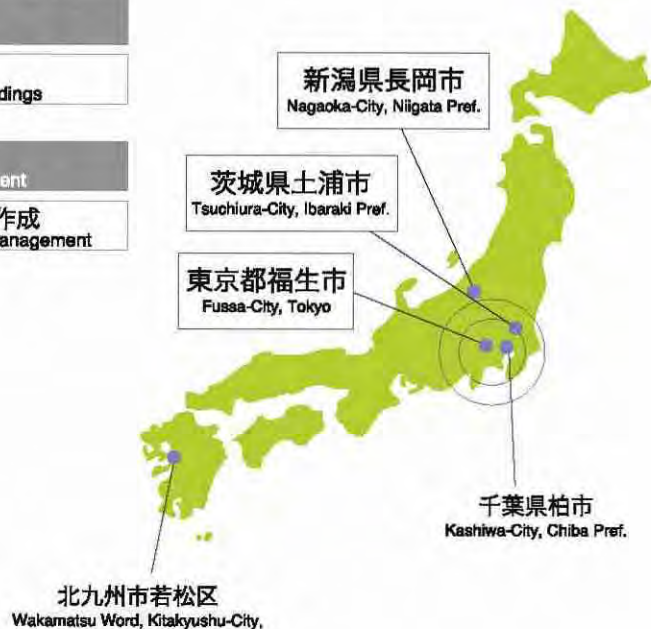 dings
ent
作成
anagement
新潟県長岡市
Nagaoka-City, Niigata Pref.
茨城県土浦市
Tsuchiura-City, Ibaraki Pref.
東京都福生市
Fussa-City, Tokyo
千葉県柏市
Kashiwa-City, Chiba Pref.
北九州市若松区
Wakamatsu Word, Kitakyushu-City,